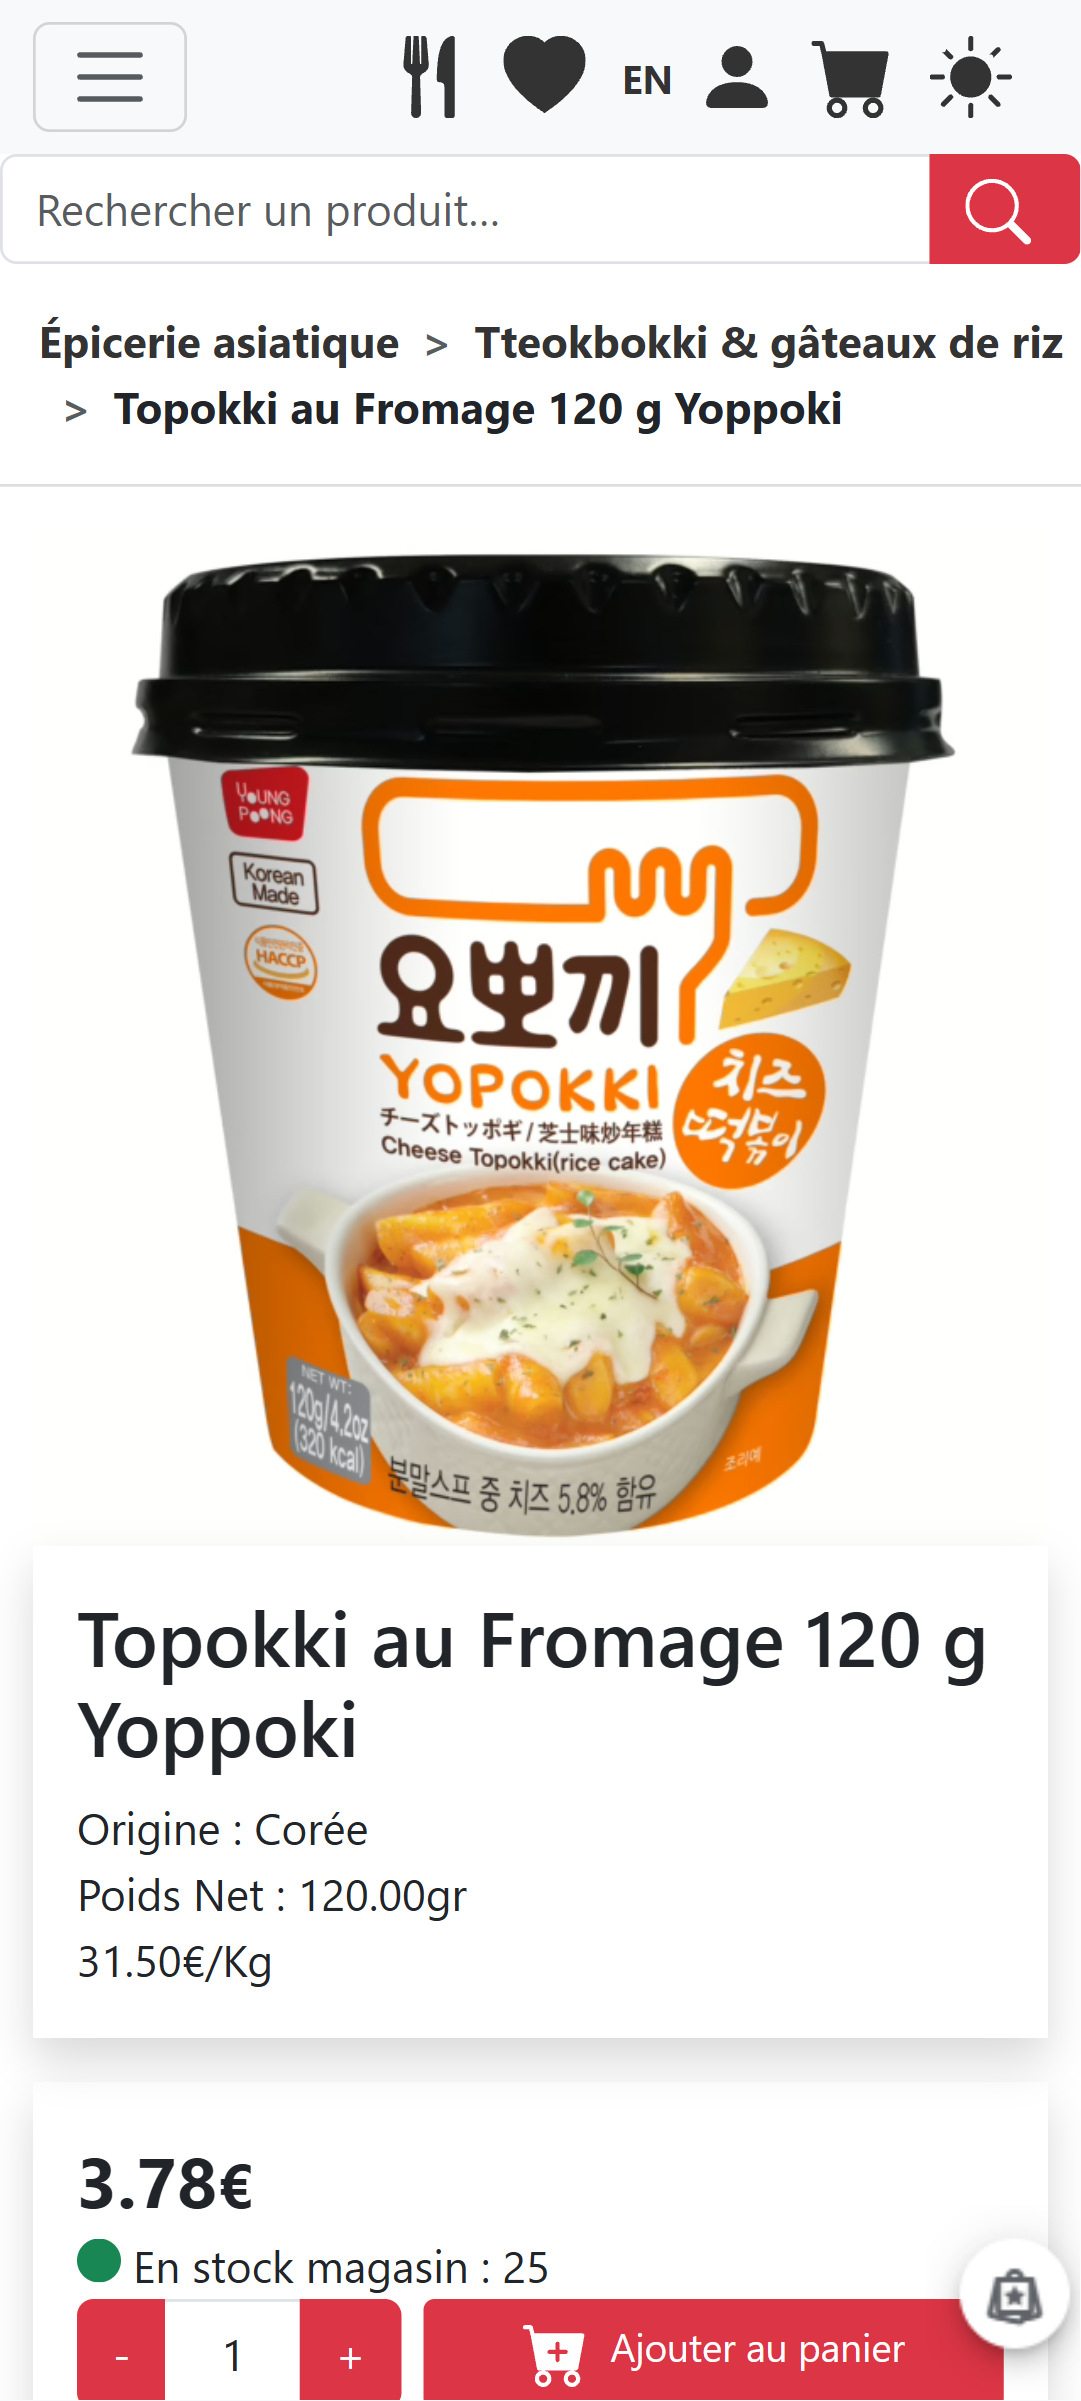 EN
Rechercher un produit...
Épicerie asiatique > Tteokbokki & gâteaux de riz
> Topokki au Fromage 120 g Yoppoki
YOUNG
POONG
Korean
Made
HACCP
요뽀끼
YOPOKKI
치즈
떡볶이
チーズトッポギ / 芝士味炒年糕
Cheese Topokki(rice cake)
NET WT:
120g/4.2oz
(320 kcal)
분말스프 중 치즈 5.8% 함유
조리예
Topokki au Fromage 120 g
Yoppoki
Origine : Corée
Poids Net : 120.00gr
31.50€/Kg
3.78€
En stock magasin : 25
- 1 +
Ajouter au panier